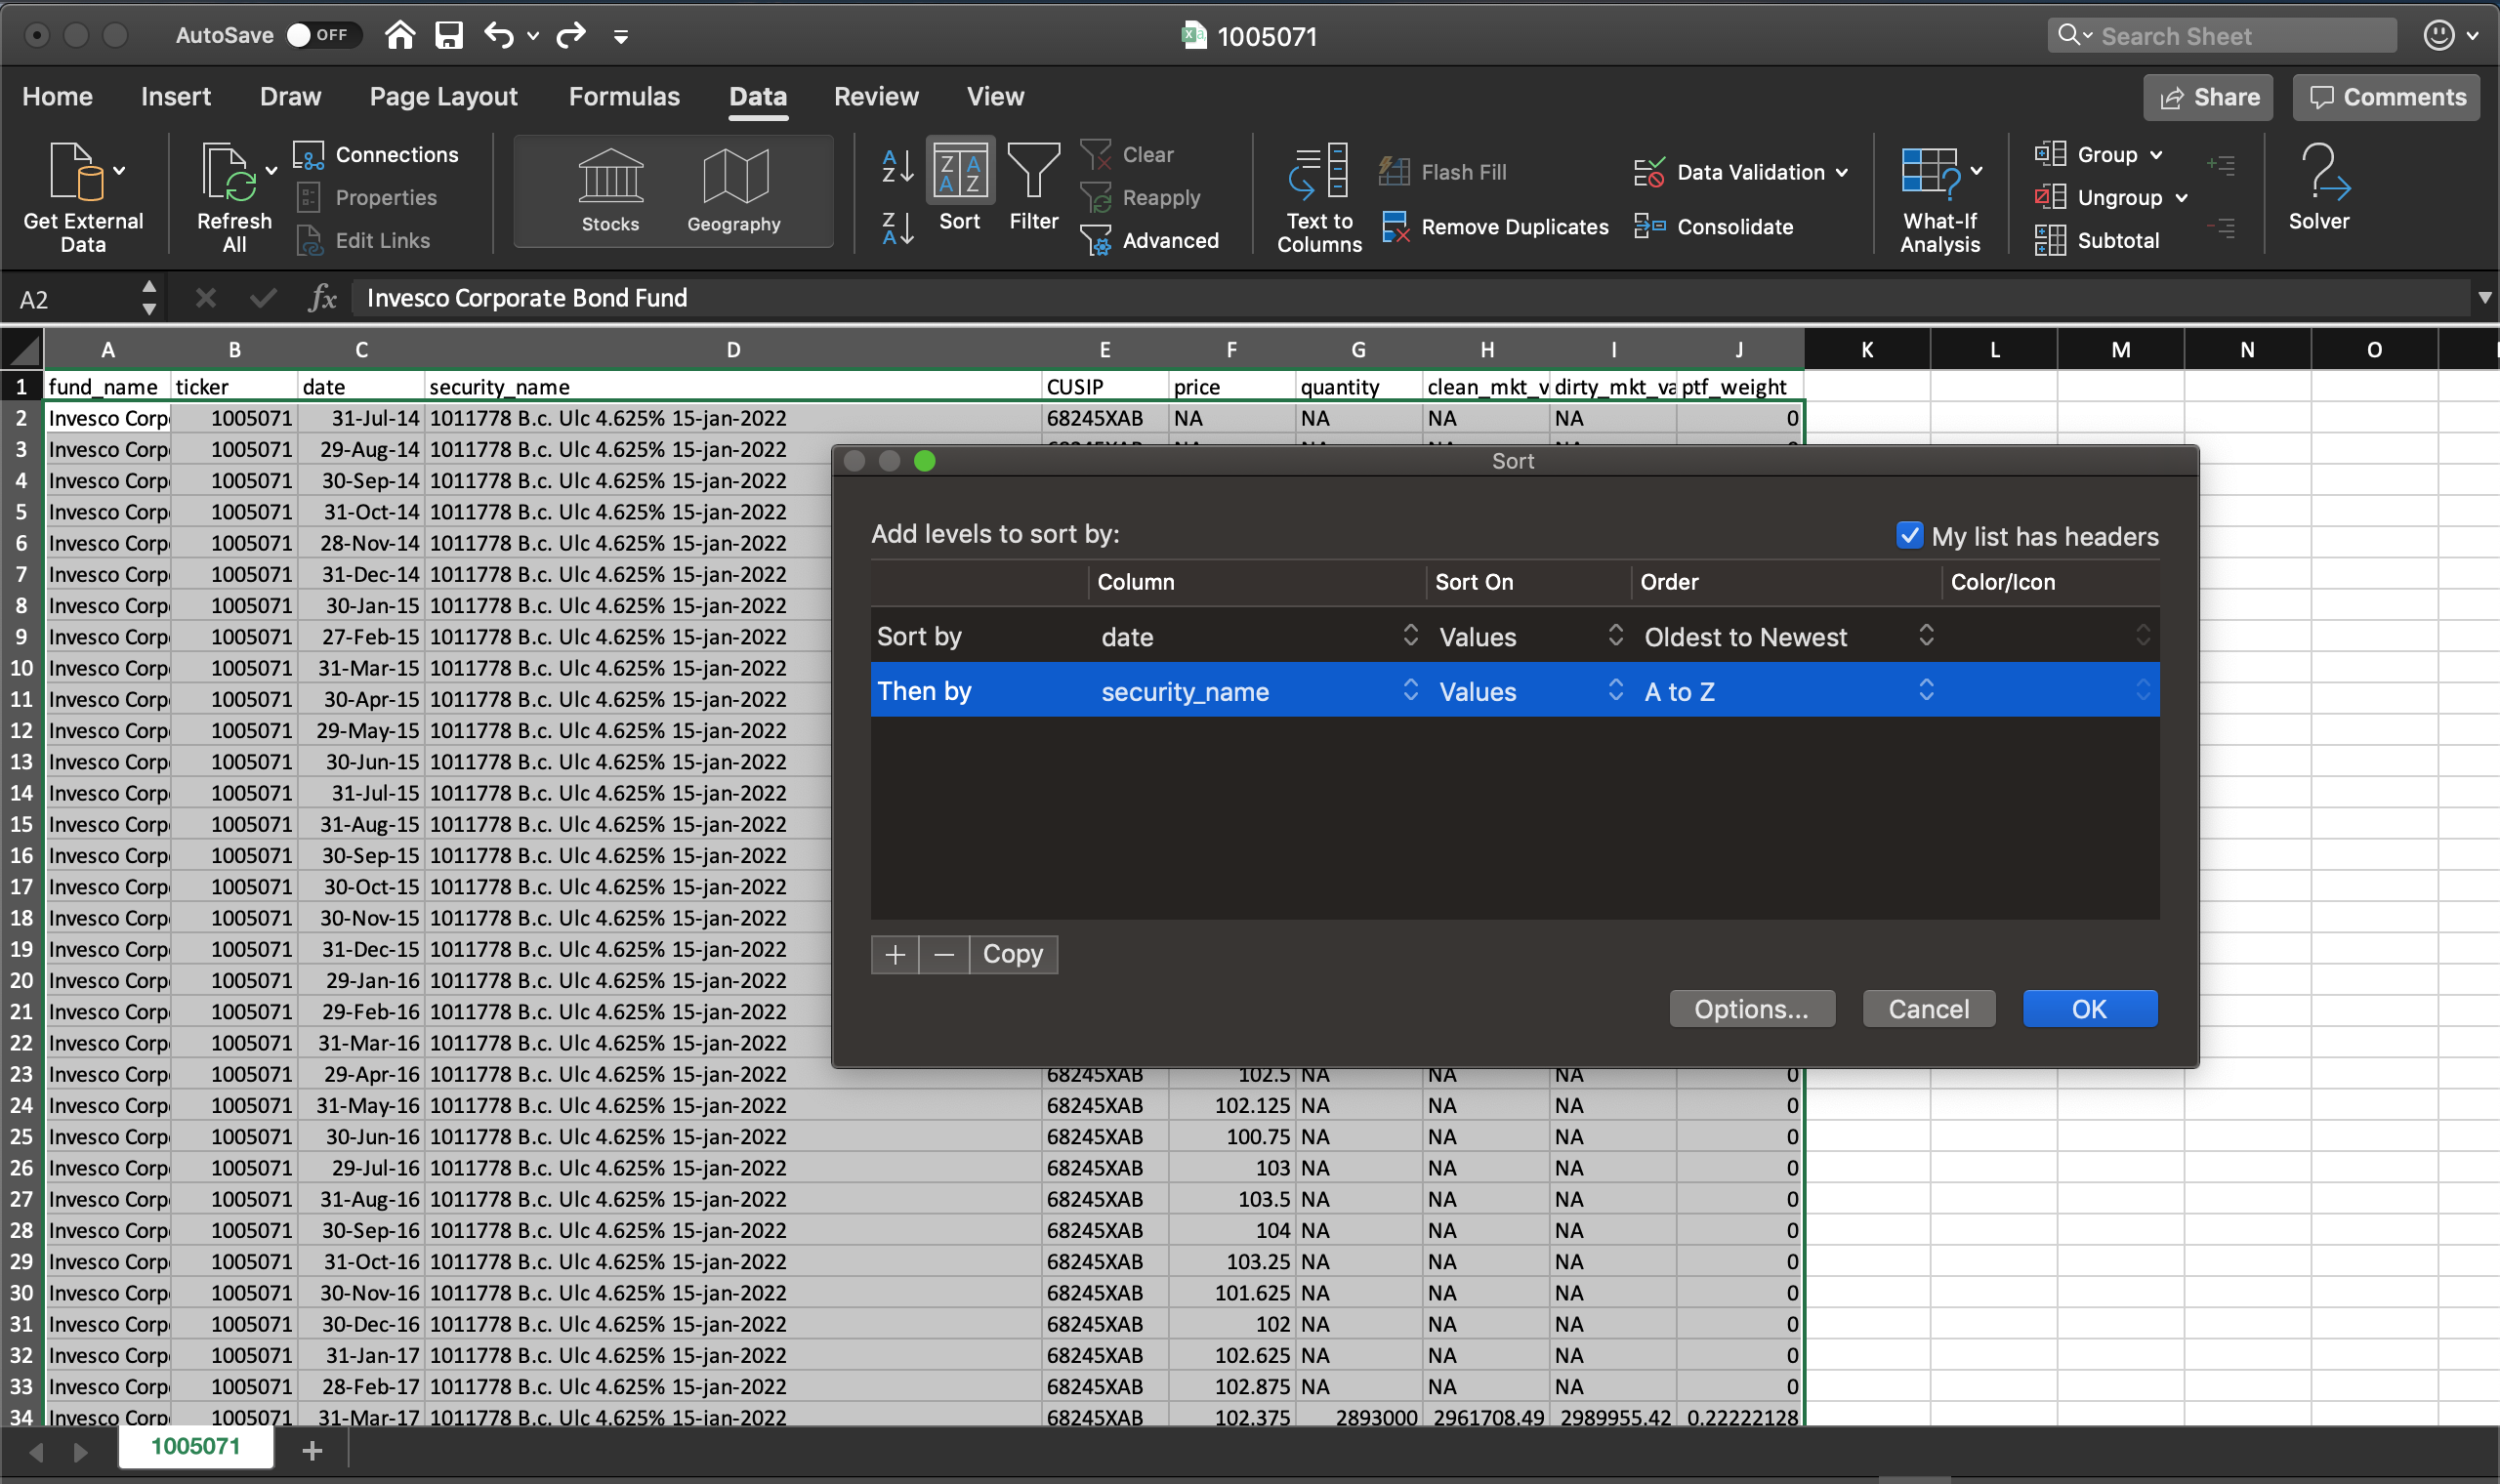 AutoSave OFF 1005071 Search Sheet
Home Insert Draw Page Layout Formulas Data Review View Share Comments
Get External Data
Refresh All
Connections
Properties
Edit Links
Stocks
Geography
Sort
Filter
Clear
Reapply
Advanced
Text to Columns
Flash Fill
Remove Duplicates
Data Validation
Consolidate
What-If Analysis
Group
Ungroup
Subtotal
Solver
A2 fx Invesco Corporate Bond Fund
A B C D E F G H I J K L M N O
1 fund_name ticker date security_name CUSIP price quantity clean_mkt_v dirty_mkt_va ptf_weight
2 Invesco Corp 1005071 31-Jul-14 1011778 B.c. Ulc 4.625% 15-jan-2022 68245XAB NA NA NA NA 0
3 Invesco Corp 1005071 29-Aug-14 1011778 B.c. Ulc 4.625% 15-jan-2022
4 Invesco Corp 1005071 30-Sep-14 1011778 B.c. Ulc 4.625% 15-jan-2022
5 Invesco Corp 1005071 31-Oct-14 1011778 B.c. Ulc 4.625% 15-jan-2022
6 Invesco Corp 1005071 28-Nov-14 1011778 B.c. Ulc 4.625% 15-jan-2022
7 Invesco Corp 1005071 31-Dec-14 1011778 B.c. Ulc 4.625% 15-jan-2022
8 Invesco Corp 1005071 30-Jan-15 1011778 B.c. Ulc 4.625% 15-jan-2022
9 Invesco Corp 1005071 27-Feb-15 1011778 B.c. Ulc 4.625% 15-jan-2022
10 Invesco Corp 1005071 31-Mar-15 1011778 B.c. Ulc 4.625% 15-jan-2022
11 Invesco Corp 1005071 30-Apr-15 1011778 B.c. Ulc 4.625% 15-jan-2022
12 Invesco Corp 1005071 29-May-15 1011778 B.c. Ulc 4.625% 15-jan-2022
13 Invesco Corp 1005071 30-Jun-15 1011778 B.c. Ulc 4.625% 15-jan-2022
14 Invesco Corp 1005071 31-Jul-15 1011778 B.c. Ulc 4.625% 15-jan-2022
15 Invesco Corp 1005071 31-Aug-15 1011778 B.c. Ulc 4.625% 15-jan-2022
16 Invesco Corp 1005071 30-Sep-15 1011778 B.c. Ulc 4.625% 15-jan-2022
17 Invesco Corp 1005071 30-Oct-15 1011778 B.c. Ulc 4.625% 15-jan-2022
18 Invesco Corp 1005071 30-Nov-15 1011778 B.c. Ulc 4.625% 15-jan-2022
19 Invesco Corp 1005071 31-Dec-15 1011778 B.c. Ulc 4.625% 15-jan-2022
20 Invesco Corp 1005071 29-Jan-16 1011778 B.c. Ulc 4.625% 15-jan-2022
21 Invesco Corp 1005071 29-Feb-16 1011778 B.c. Ulc 4.625% 15-jan-2022
22 Invesco Corp 1005071 31-Mar-16 1011778 B.c. Ulc 4.625% 15-jan-2022
23 Invesco Corp 1005071 29-Apr-16 1011778 B.c. Ulc 4.625% 15-jan-2022 68245XAB 102.5 NA NA NA 0
24 Invesco Corp 1005071 31-May-16 1011778 B.c. Ulc 4.625% 15-jan-2022 68245XAB 102.125 NA NA NA 0
25 Invesco Corp 1005071 30-Jun-16 1011778 B.c. Ulc 4.625% 15-jan-2022 68245XAB 100.75 NA NA NA 0
26 Invesco Corp 1005071 29-Jul-16 1011778 B.c. Ulc 4.625% 15-jan-2022 68245XAB 103 NA NA NA 0
27 Invesco Corp 1005071 31-Aug-16 1011778 B.c. Ulc 4.625% 15-jan-2022 68245XAB 103.5 NA NA NA 0
28 Invesco Corp 1005071 30-Sep-16 1011778 B.c. Ulc 4.625% 15-jan-2022 68245XAB 104 NA NA NA 0
29 Invesco Corp 1005071 31-Oct-16 1011778 B.c. Ulc 4.625% 15-jan-2022 68245XAB 103.25 NA NA NA 0
30 Invesco Corp 1005071 30-Nov-16 1011778 B.c. Ulc 4.625% 15-jan-2022 68245XAB 101.625 NA NA NA 0
31 Invesco Corp 1005071 30-Dec-16 1011778 B.c. Ulc 4.625% 15-jan-2022 68245XAB 102 NA NA NA 0
32 Invesco Corp 1005071 31-Jan-17 1011778 B.c. Ulc 4.625% 15-jan-2022 68245XAB 102.625 NA NA NA 0
33 Invesco Corp 1005071 28-Feb-17 1011778 B.c. Ulc 4.625% 15-jan-2022 68245XAB 102.875 NA NA NA 0
34 Invesco Corp 1005071 31-Mar-17 1011778 B.c. Ulc 4.625% 15-jan-2022 68245XAB 102.375 2893000 2961708.49 2989955.42 0.22222128
Sort
Add levels to sort by: My list has headers
Column Sort On Order Color/Icon
Sort by date Values Oldest to Newest
Then by security_name Values A to Z
+ − Copy
Options... Cancel OK
1005071 +